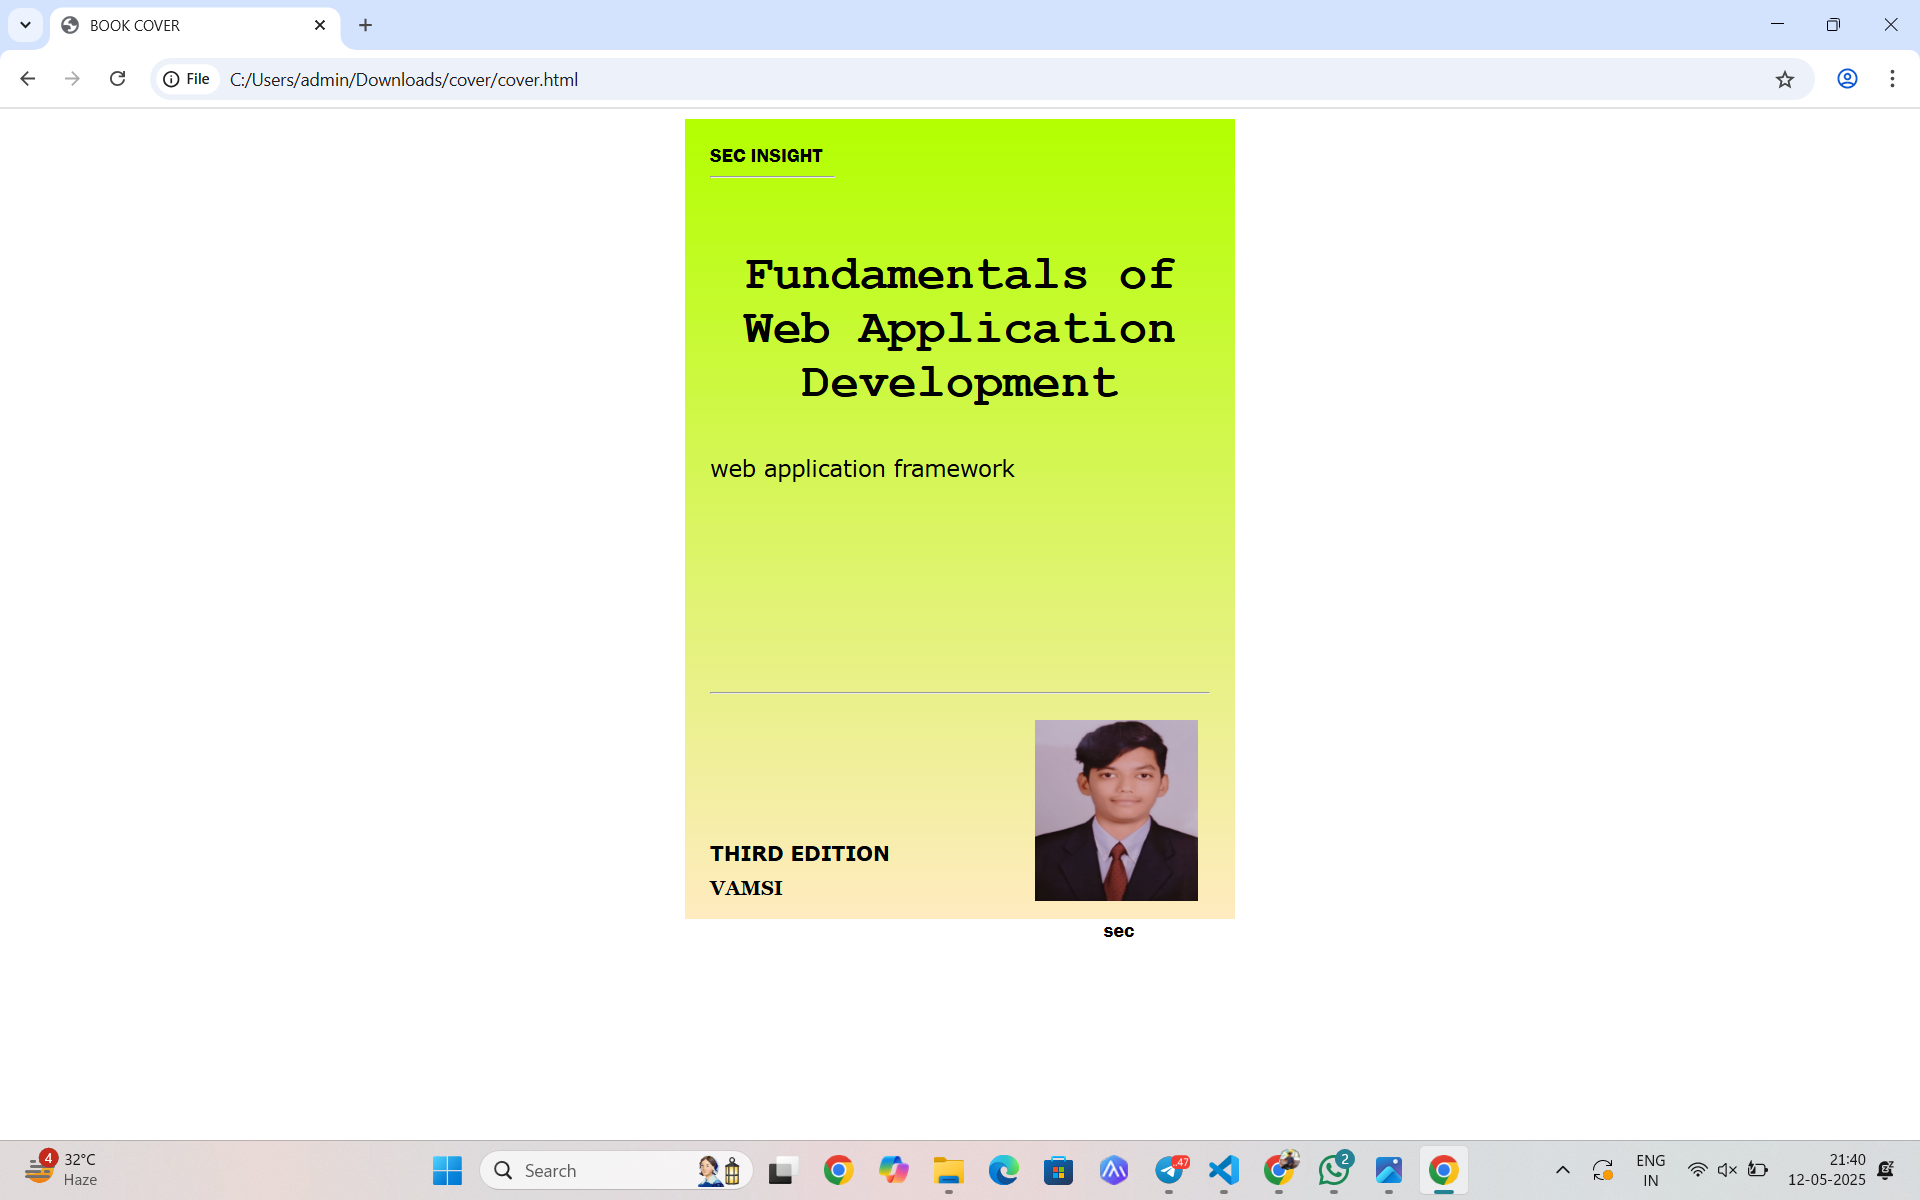 BOOK COVER
File
C:/Users/admin/Downloads/cover/cover.html
SEC INSIGHT
Fundamentals of
Web Application
Development
web application framework
THIRD EDITION
VAMSI
sec
4
32°C
Haze
Search
47
2
ENG
IN
21:40
12-05-2025